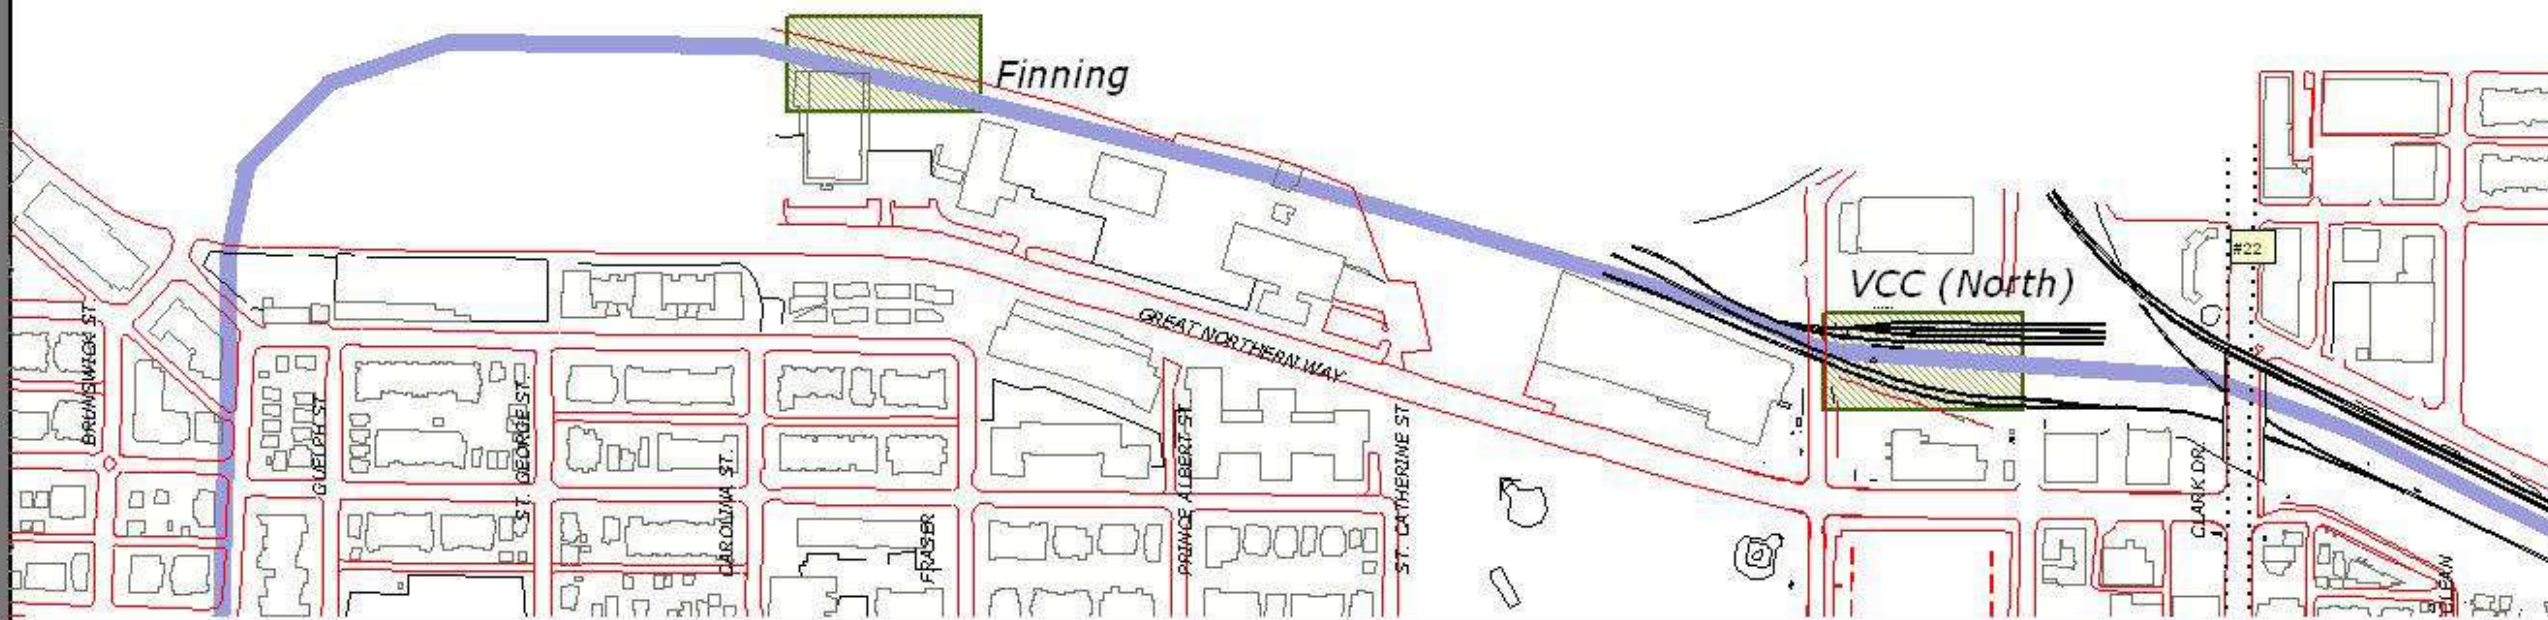 Finning
VCC (North)
#22
GREAT NORTHERN WAY
BRUNSWICK ST.
GUELPH ST.
ST. GEORGE ST.
CAROLINA ST.
FRASER
PRINCE ALBERT ST.
ST. CATHERINE ST
CLARK DR.